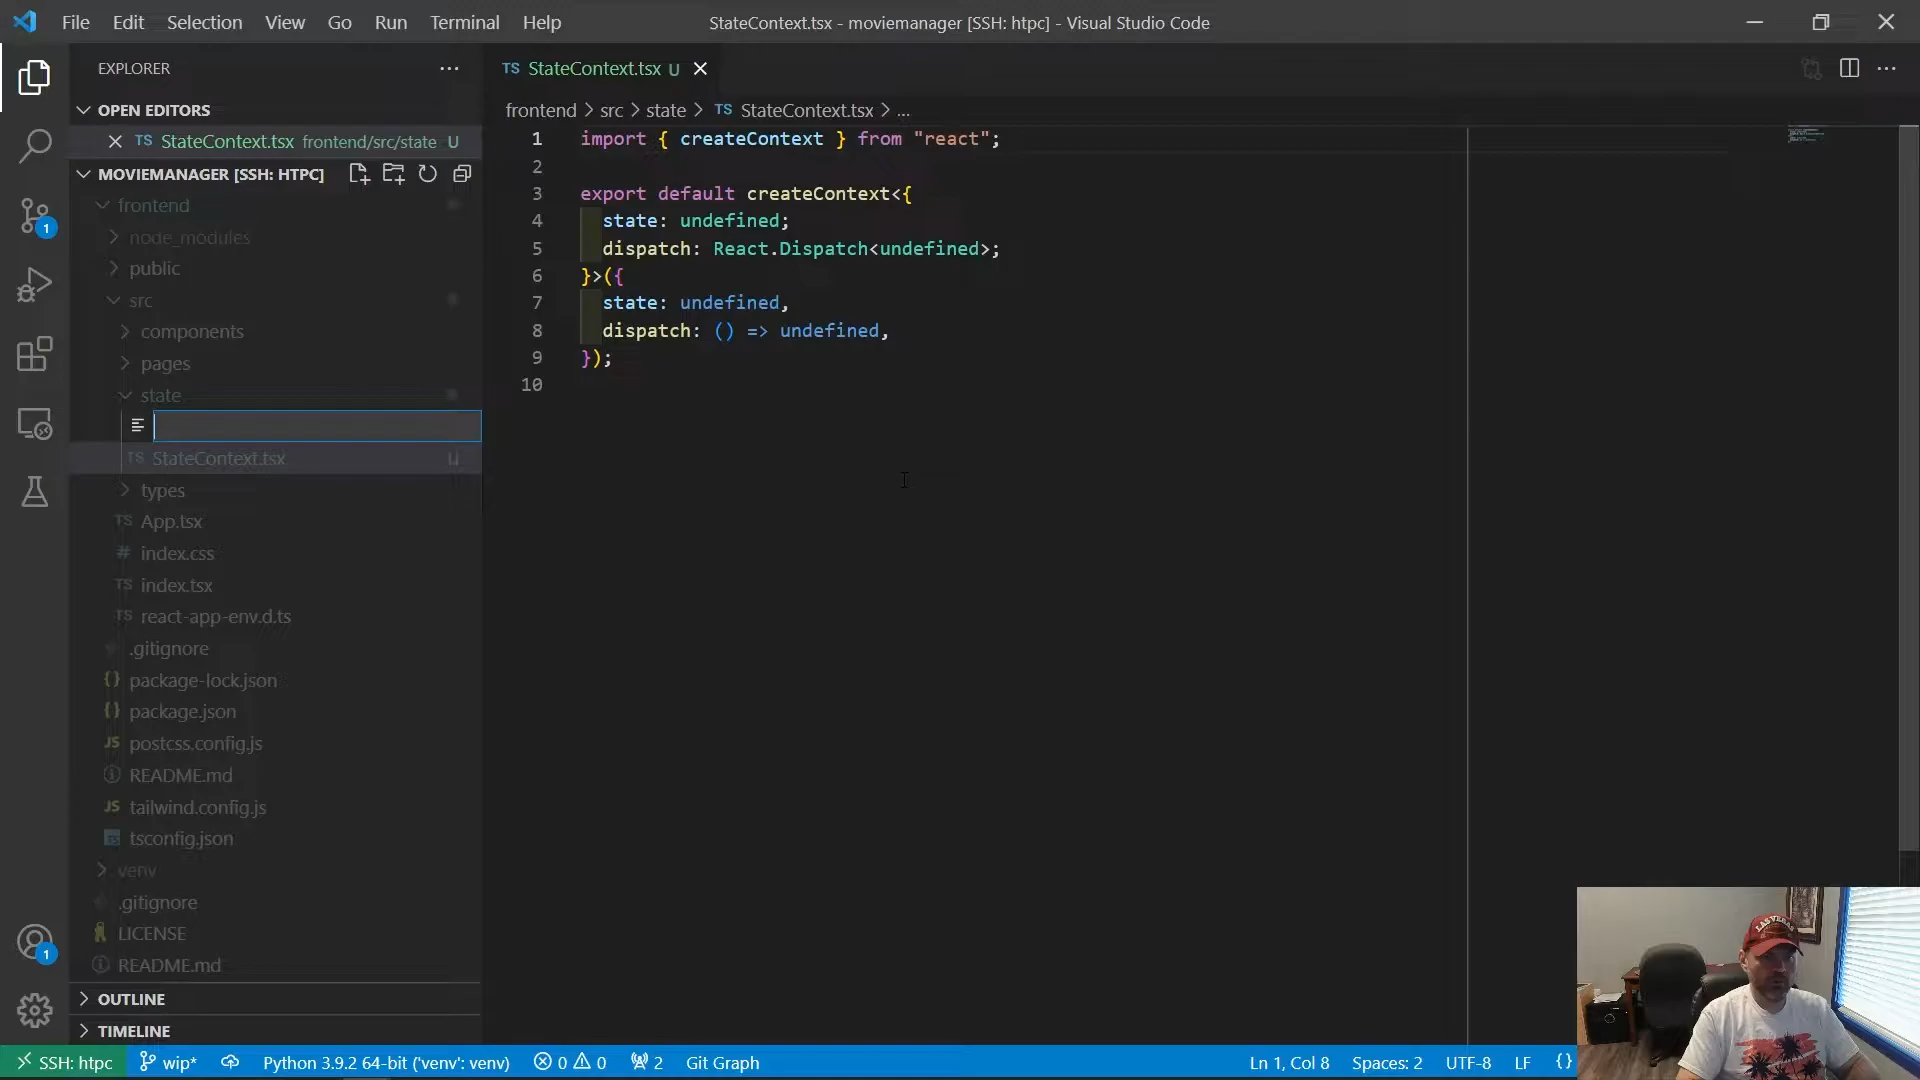 File Edit Selection View Go Run Terminal Help
StateContext.tsx - moviemanager [SSH: htpc] - Visual Studio Code
EXPLORER
OPEN EDITORS
TS StateContext.tsx frontend/src/state U
MOVIEMANAGER [SSH: HTPC]
frontend
node_modules
public
src
components
pages
state
TS StateContext.tsx U
types
TS App.tsx
# index.css
TS index.tsx
TS react-app-env.d.ts
.gitignore
{} package-lock.json
{} package.json
JS postcss.config.js
README.md
JS tailwind.config.js
tsconfig.json
venv
.gitignore
LICENSE
README.md
OUTLINE
TIMELINE
1
1
TS StateContext.tsx U
frontend > src > state > TS StateContext.tsx > ...
1 import { createContext } from "react";
2
3 export default createContext<{
4 state: undefined;
5 dispatch: React.Dispatch<undefined>;
6 }>({
7 state: undefined,
8 dispatch: () => undefined,
9 });
10
LAS VEGAS
SSH: htpc wip* Python 3.9.2 64-bit ('venv': venv) 0 0 2 Git Graph Ln 1, Col 8 Spaces: 2 UTF-8 LF {}